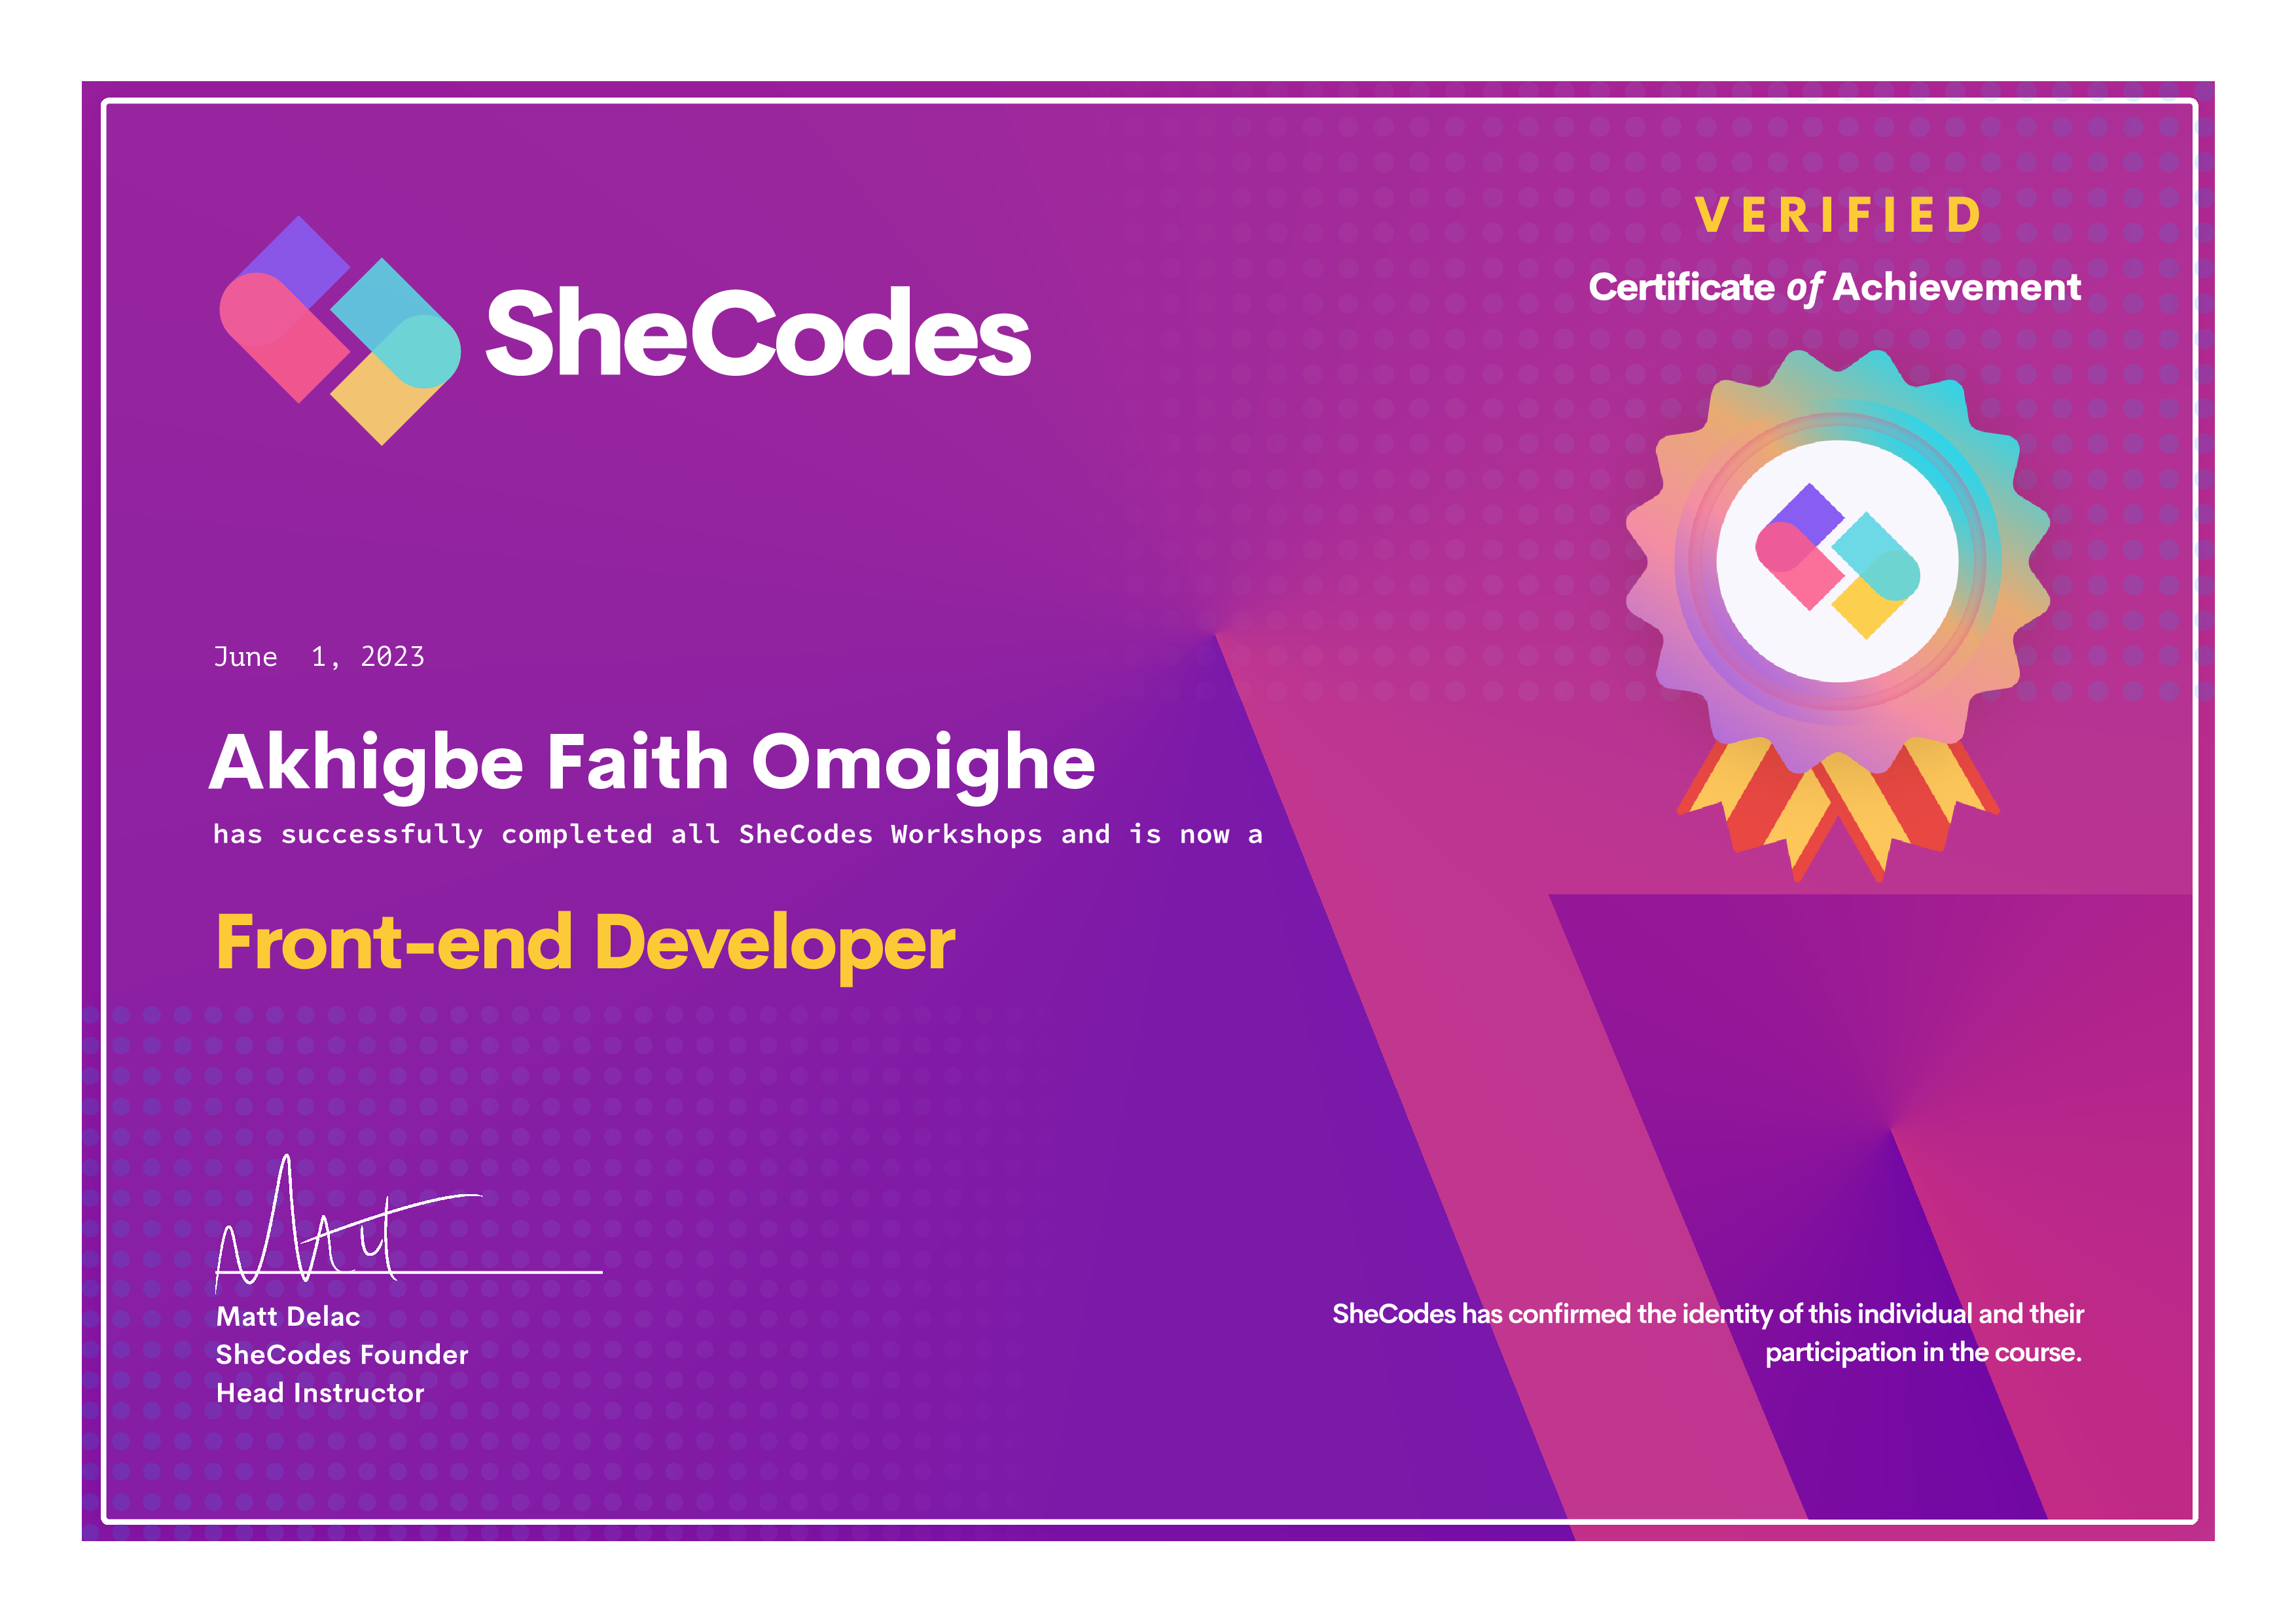 SheCodes
VERIFIED
Certificate of Achievement
June  1, 2023
Akhigbe Faith Omoighe
has successfully completed all SheCodes Workshops and is now a
Front-end Developer
Matt Delac
SheCodes Founder
Head Instructor
SheCodes has confirmed the identity of this individual and their
participation in the course.